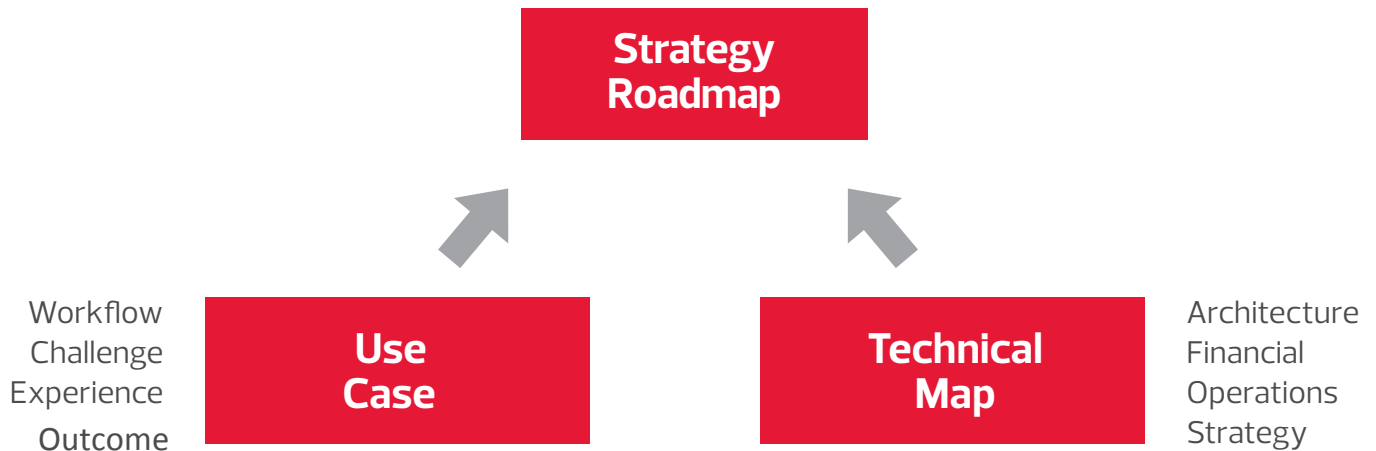 Strategy
Roadmap
Workflow
Challenge
Experience
Outcome
Use
Case
Technical
Map
Architecture
Financial
Operations
Strategy